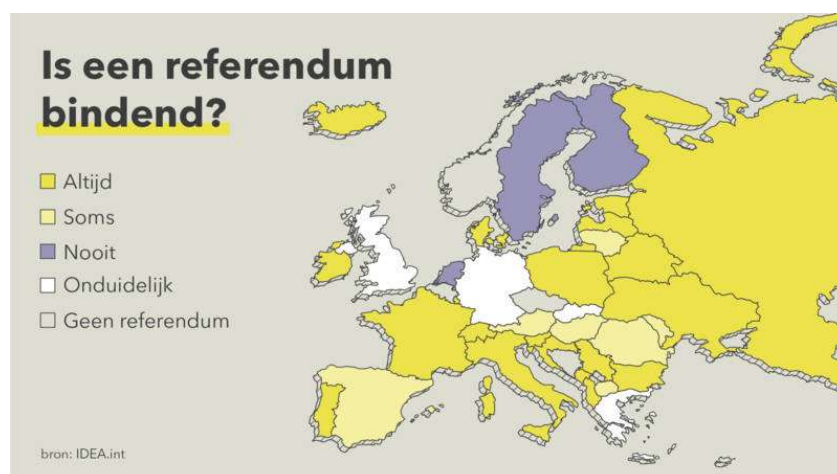 Is een referendum
bindend?
Altijd
Soms
Nooit
Onduidelijk
Geen referendum
bron: IDEA.int